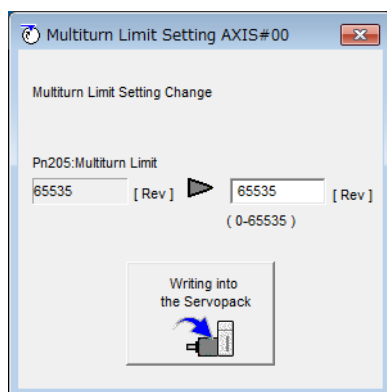 Multiturn Limit Setting AXIS#00
Multiturn Limit Setting Change
Pn205:Multiturn Limit
65535 [ Rev ] 65535 [ Rev ]
( 0-65535 )
Writing into
the Servopack